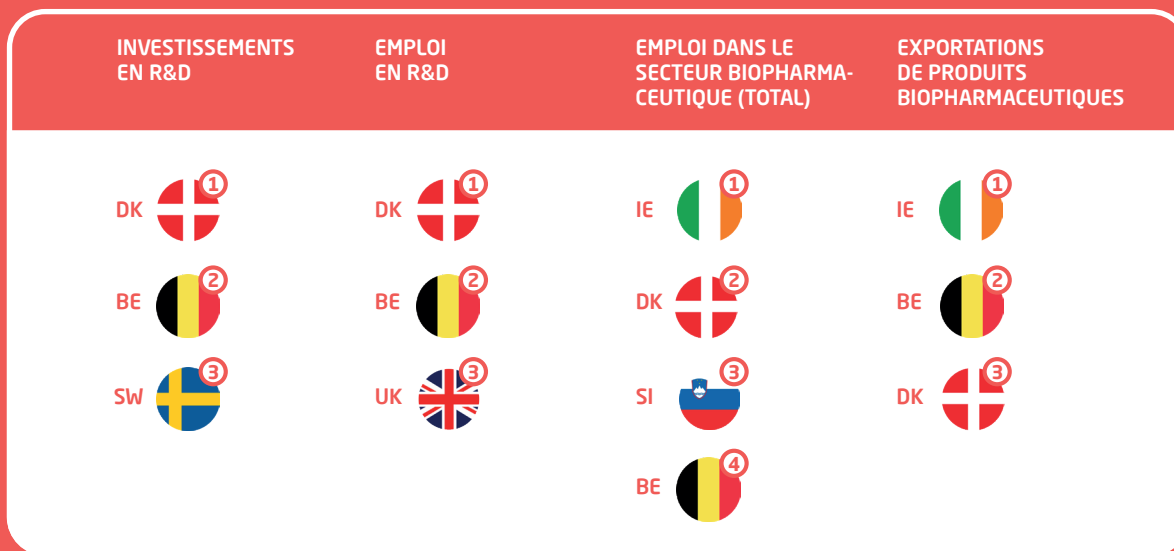 INVESTISSEMENTS
EN R&D
EMPLOI
EN R&D
EMPLOI DANS LE
SECTEUR BIOPHARMA-
CEUTIQUE (TOTAL)
EXPORTATIONS
DE PRODUITS
BIOPHARMACEUTIQUES
DK 1
BE 2
SW 3
DK 1
BE 2
UK 3
IE 1
DK 2
SI 3
BE 4
IE 1
BE 2
DK 3